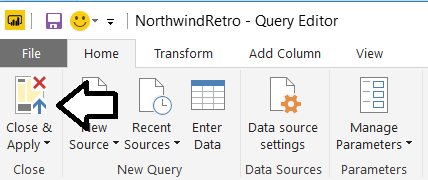 NorthwindRetro - Query Editor
File Home Transform Add Column View
Close & Apply New Source Recent Sources Enter Data Data source settings Manage Parameters
Close New Query Data Sources Parameters